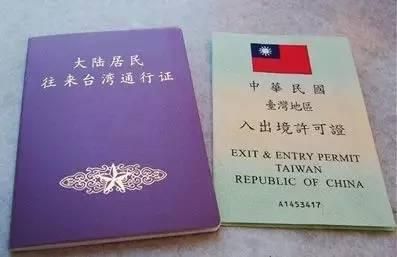 大陆居民
往来台湾通行证
中華民國
臺灣地區
入出境許可證
EXIT & ENTRY PERMIT
TAIWAN
REPUBLIC OF CHINA
A1453417